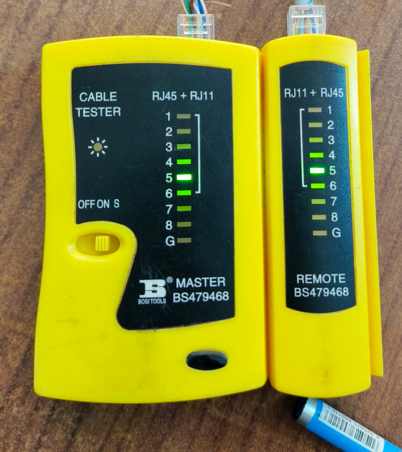 CABLE
TESTER
RJ45 + RJ11
1
2
3
4
5
6
7
8
G
OFF ON S
B ®
BOSI TOOLS
MASTER
BS479468
RJ11 + RJ45
1
2
3
4
5
6
7
8
G
REMOTE
BS479468